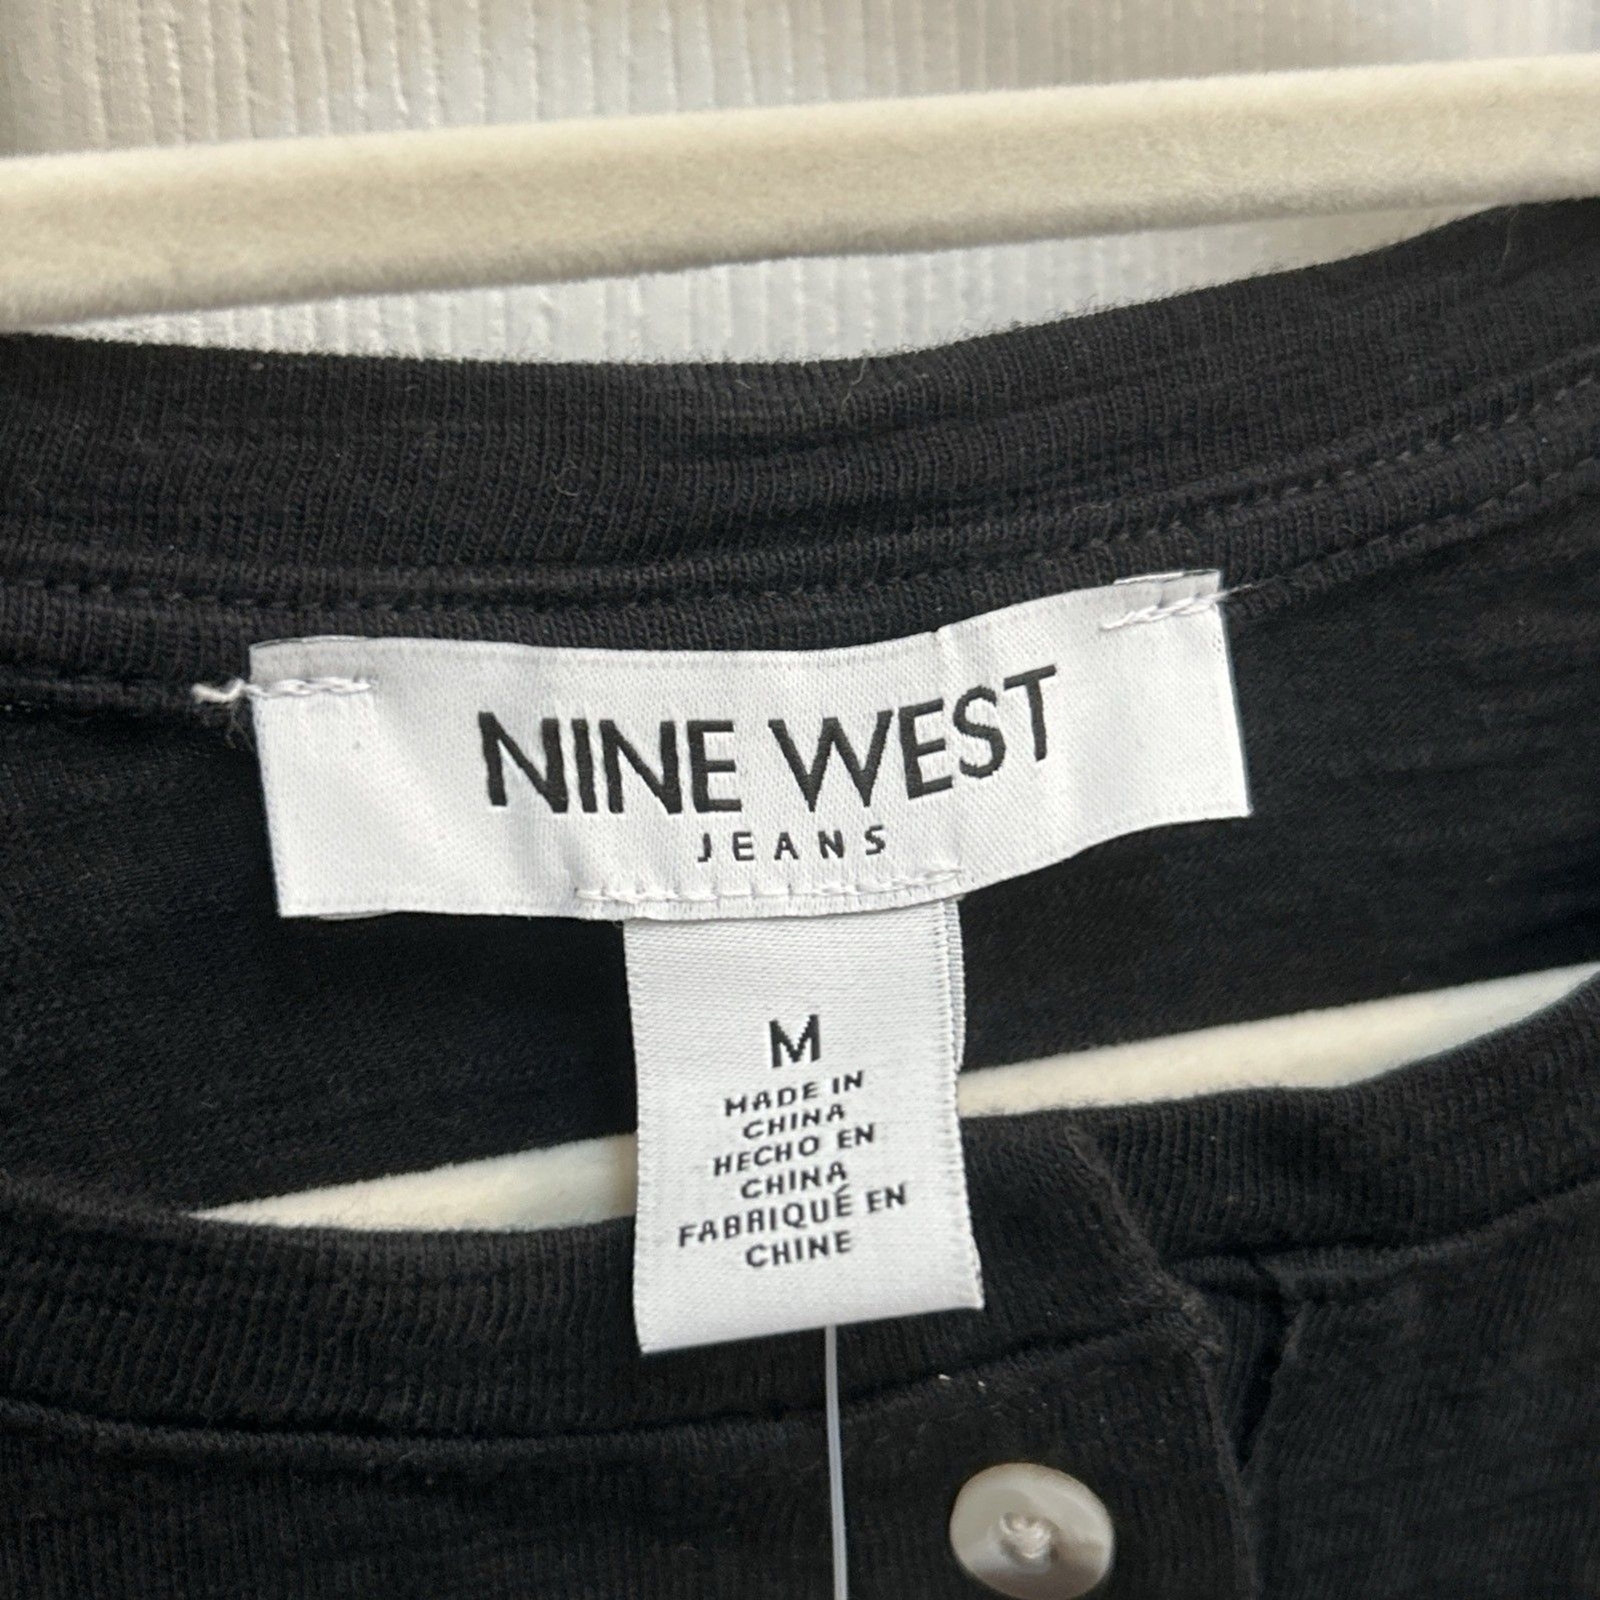 NINE WEST
JEANS
M
MADE IN
CHINA
HECHO EN
CHINA
FABRIQUÉ EN
CHINE